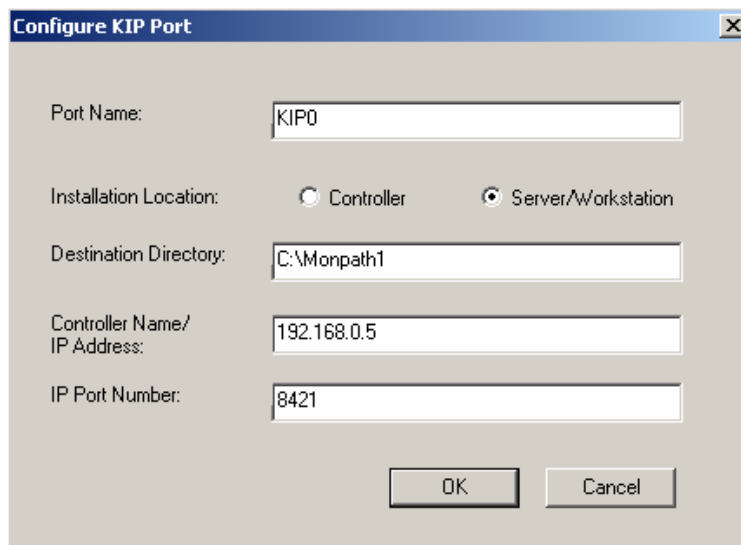 Configure KIP Port
Port Name: KIP0
Installation Location: Controller Server/Workstation
Destination Directory: C:\Monpath1
Controller Name/
IP Address: 192.168.0.5
IP Port Number: 8421
OK Cancel